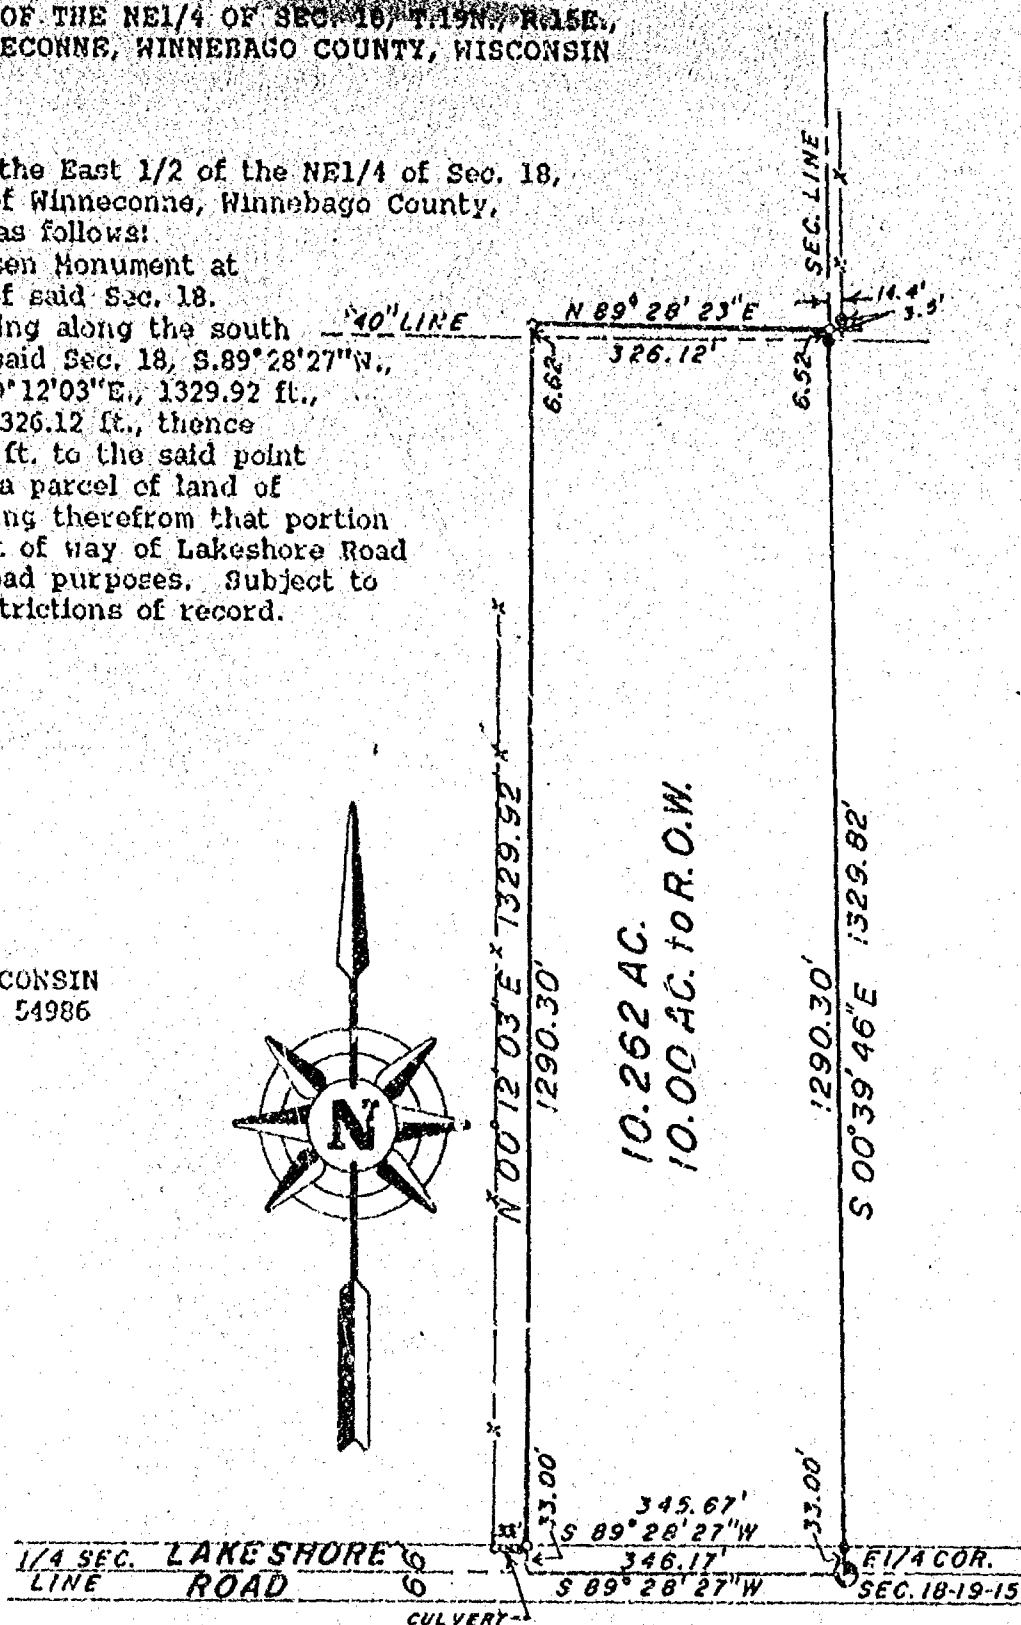 OF THE NE1/4 OF SEC. 18, T.19N., R.15E.,
ECONNE, WINNEBAGO COUNTY, WISCONSIN
the East 1/2 of the NE1/4 of Sec. 18,
f Winneconne, Winnebago County,
as follows:
sen Monument at
f said Sec. 18.
ing along the south
said Sec. 18, S.89°28'27"W.,
0°12'03"E., 1329.92 ft.,
326.12 ft., thence
ft. to the said point
a parcel of land of
ng therefrom that portion
t of way of Lakeshore Road
oad purposes. Subject to
trictions of record.
SEC. LINE
"40" LINE
N 89° 28' 23" E
326.12'
14.4'
3.5'
6.62
6.52
N 00° 12' 03" E 1329.92'
1290.30'
10.262 AC.
10.00 AC. to R.O.W.
1290.30'
S 00° 39' 46" E 1329.82'
CONSIN
54986
N
33.00'
33.00'
33'
345.67'
S 89° 28' 27" W
346.17'
S 89° 28' 27" W
1/4 SEC.
LINE
LAKESHORE
ROAD
66
E1/4 COR.
SEC. 18-19-15
CULVERT